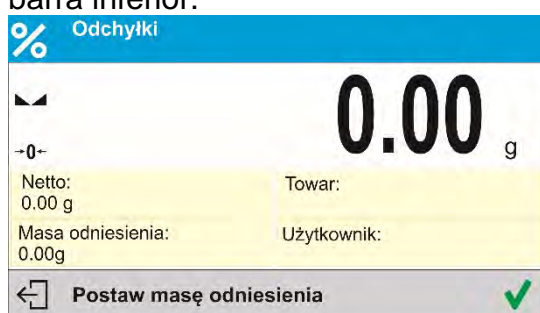 barra inferior.
% Odchyłki
→0←
0.00 g
Netto:
0.00 g
Towar:
Masa odniesienia:
0.00g
Użytkownik:
Postaw masę odniesienia